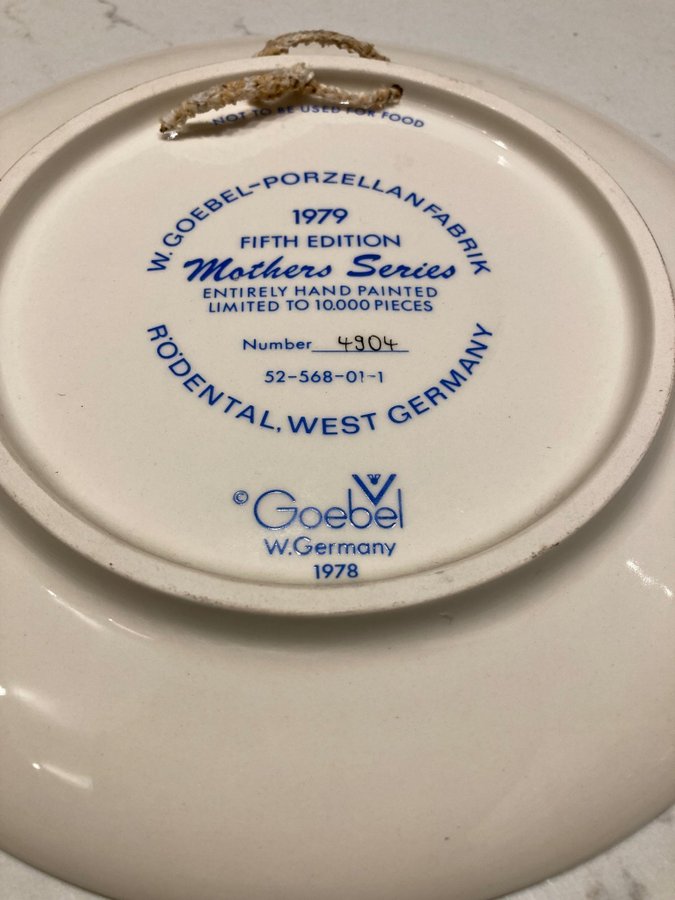 NOT TO BE USED FOR FOOD
W. GOEBEL-PORZELLANFABRIK
1979
FIFTH EDITION
Mothers Series
ENTIRELY HAND PAINTED
LIMITED TO 10.000 PIECES
Number 4904
52-568-01-1
RÖDENTAL, WEST GERMANY
© Goebel
W.Germany
1978